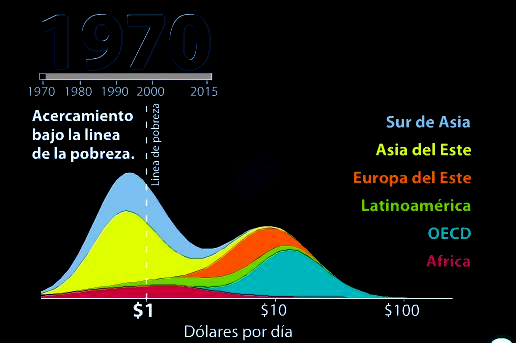 1970
1970 1980 1990 2000 2015
Acercamiento
bajo la linea
de la pobreza.
Línea de pobreza
Sur de Asia
Asia del Este
Europa del Este
Latinoamérica
OECD
Africa
$1 $10 $100
Dólares por día